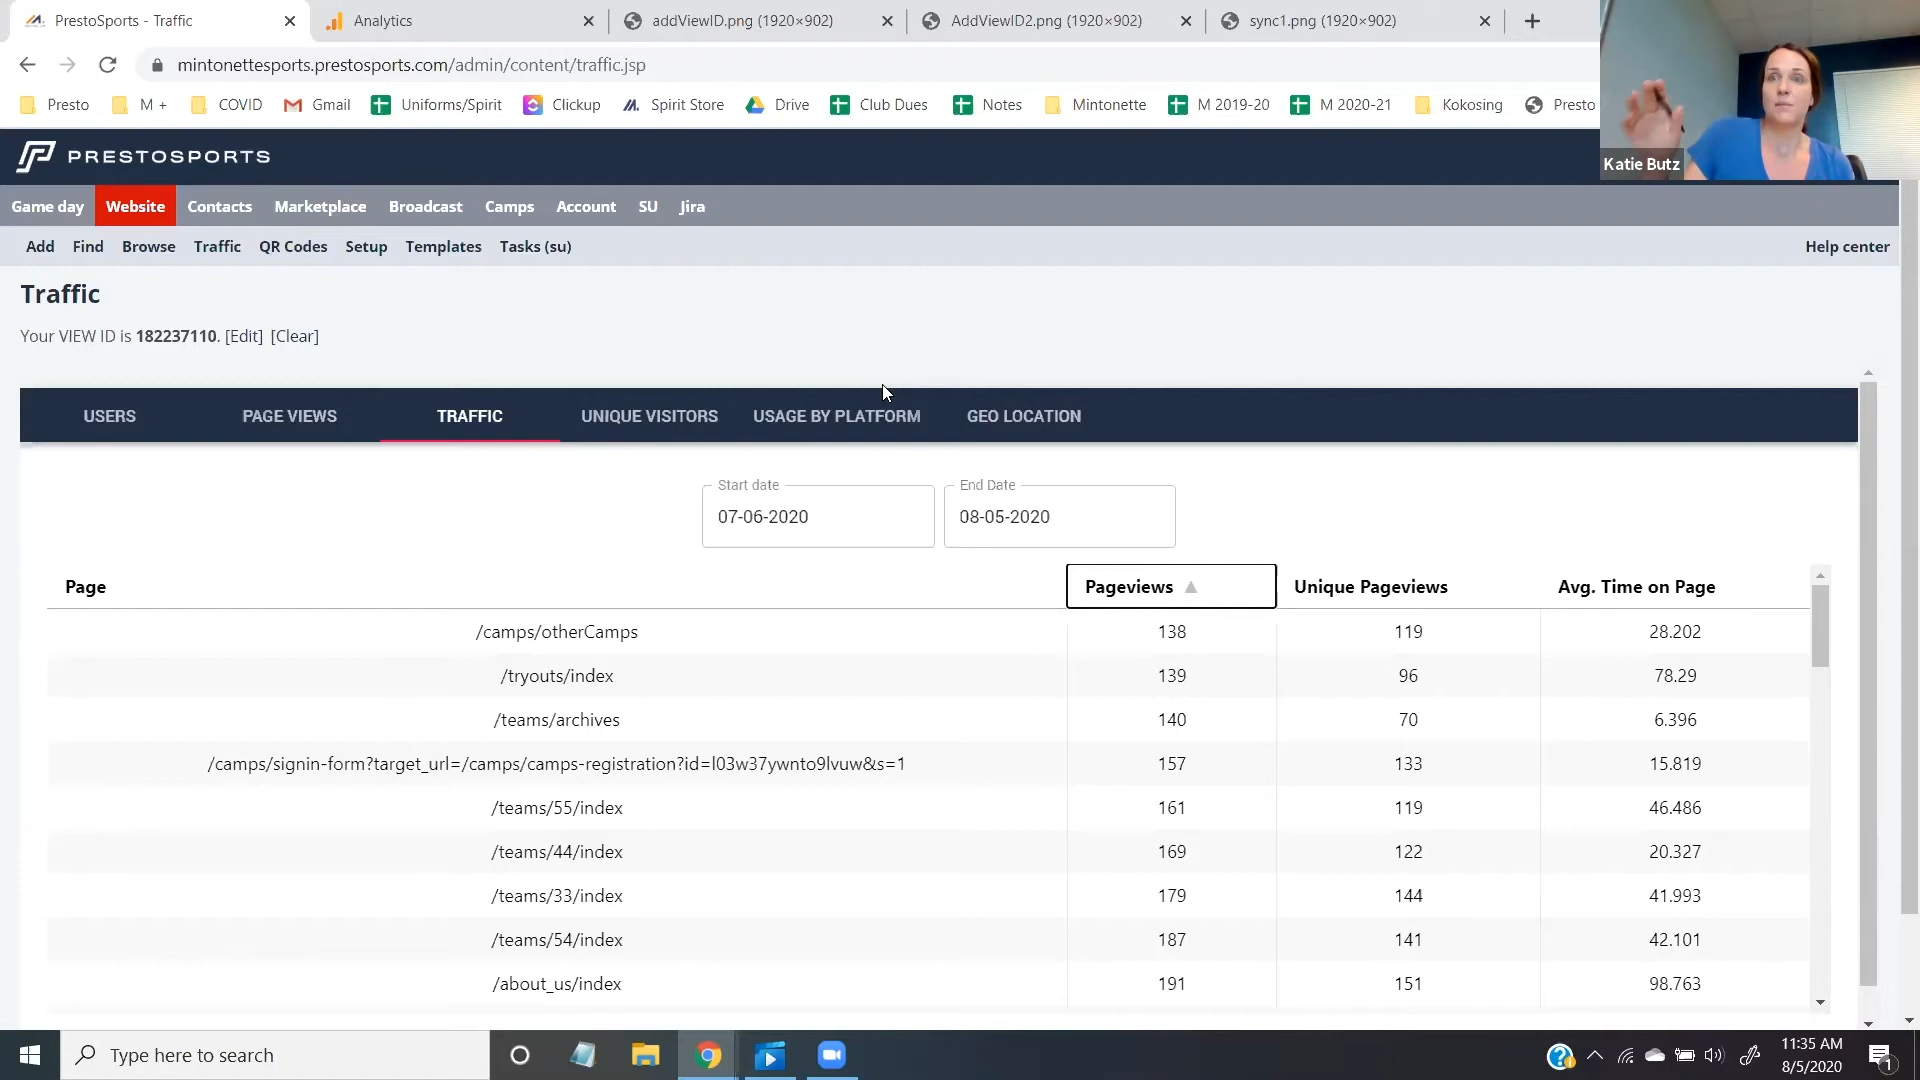 PrestoSports - Traffic
Analytics
addViewID.png (1920×902)
AddViewID2.png (1920×902)
sync1.png (1920×902)
mintonettesports.prestosports.com/admin/content/traffic.jsp
Presto
M +
COVID
Gmail
Uniforms/Spirit
Clickup
Spirit Store
Drive
Club Dues
Notes
Mintonette
M 2019-20
M 2020-21
Kokosing
Presto
Katie Butz
PRESTOSPORTS
Game day
Website
Contacts
Marketplace
Broadcast
Camps
Account
SU
Jira
Add
Find
Browse
Traffic
QR Codes
Setup
Templates
Tasks (su)
Help center
Traffic
Your VIEW ID is 182237110. [Edit] [Clear]
USERS
PAGE VIEWS
TRAFFIC
UNIQUE VISITORS
USAGE BY PLATFORM
GEO LOCATION
Start date
07-06-2020
End Date
08-05-2020
Page Pageviews Unique Pageviews Avg. Time on Page
/camps/otherCamps 138 119 28.202
/tryouts/index 139 96 78.29
/teams/archives 140 70 6.396
/camps/signin-form?target_url=/camps/camps-registration?id=l03w37ywnto9lvuw&s=1 157 133 15.819
/teams/55/index 161 119 46.486
/teams/44/index 169 122 20.327
/teams/33/index 179 144 41.993
/teams/54/index 187 141 42.101
/about_us/index 191 151 98.763
Type here to search
11:35 AM
8/5/2020
1